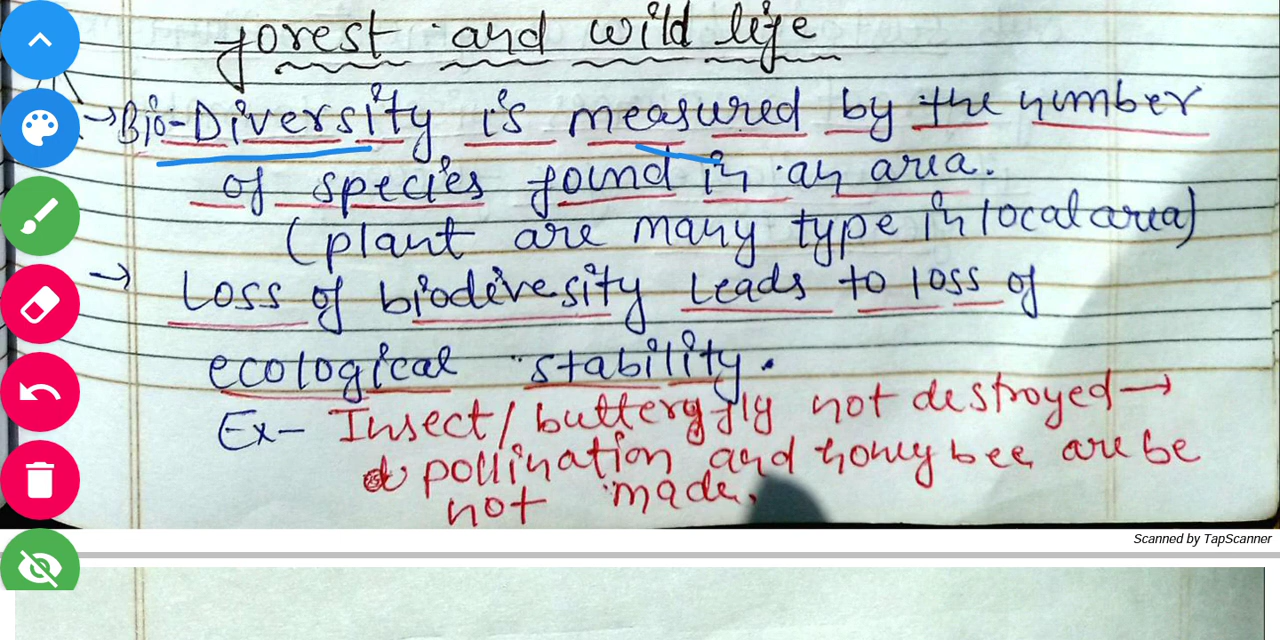 forest and wild life
→ Bio-Diversity is measured by the number
of species found in an area.
(plant are many type in local area)
→ Loss of biodivesity Leads to loss of
ecological stability.
Ex- Insect/butterfly not destroyed →
pollination and honey bee are be
not made.
Scanned by TapScanner